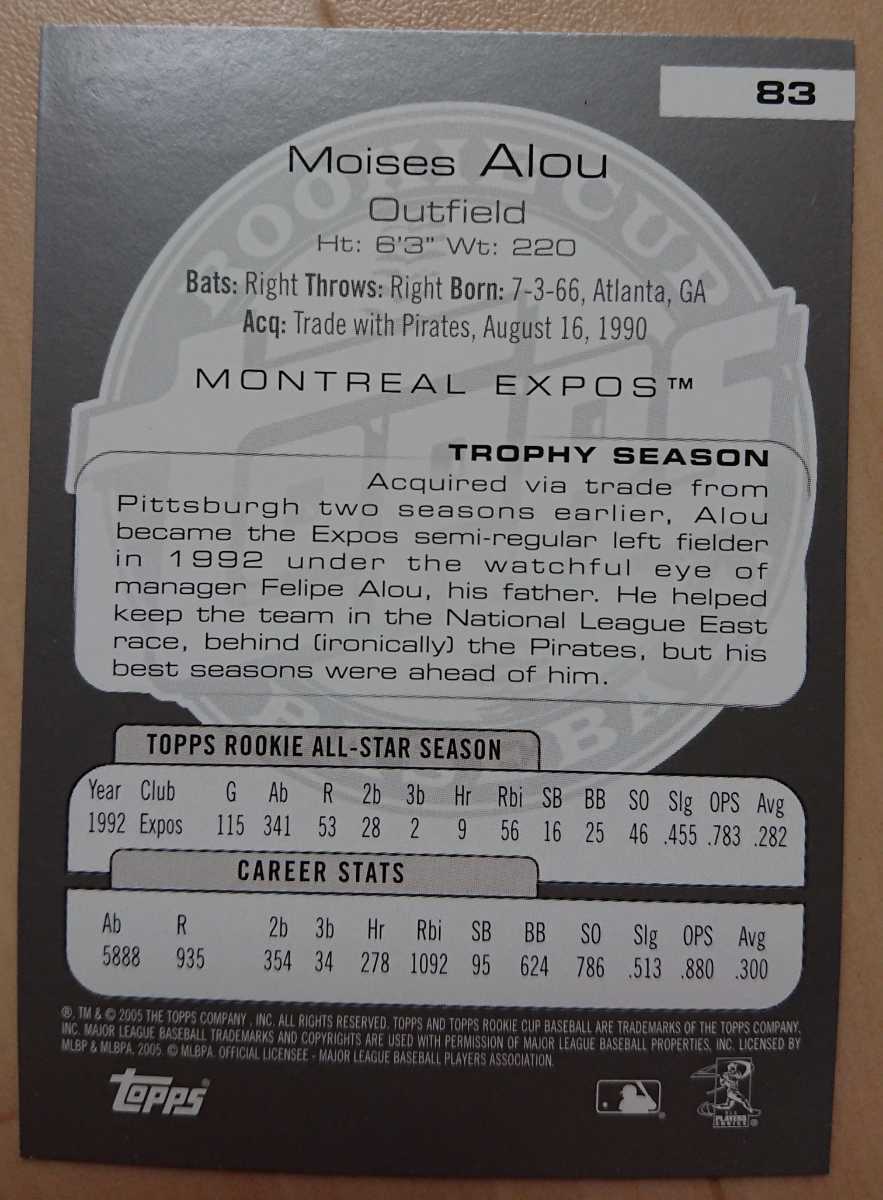 83
ROOKIE CUP
Moises Alou
Outfield
Ht: 6'3" Wt: 220
Bats: Right Throws: Right Born: 7-3-66, Atlanta, GA
Acq: Trade with Pirates, August 16, 1990
MONTREAL EXPOS™
TROPHY SEASON
Acquired via trade from
Pittsburgh two seasons earlier, Alou
became the Expos semi-regular left fielder
in 1992 under the watchful eye of
manager Felipe Alou, his father. He helped
keep the team in the National League East
race, behind (ironically) the Pirates, but his
best seasons were ahead of him.
TOPPS ROOKIE ALL-STAR SEASON
Year Club G Ab R 2b 3b Hr Rbi SB BB SO Slg OPS Avg
1992 Expos 115 341 53 28 2 9 56 16 25 46 .455 .783 .282
CAREER STATS
Ab R 2b 3b Hr Rbi SB BB SO Slg OPS Avg
5888 935 354 34 278 1092 95 624 786 .513 .880 .300
®, TM & © 2005 THE TOPPS COMPANY, INC. ALL RIGHTS RESERVED. TOPPS AND TOPPS ROOKIE CUP BASEBALL ARE TRADEMARKS OF THE TOPPS COMPANY,
INC. MAJOR LEAGUE BASEBALL TRADEMARKS AND COPYRIGHTS ARE USED WITH PERMISSION OF MAJOR LEAGUE BASEBALL PROPERTIES, INC. LICENSED BY
MLBP & MLBPA, 2005. © MLBPA. OFFICIAL LICENSEE - MAJOR LEAGUE BASEBALL PLAYERS ASSOCIATION.
TOPPS®
PLAYERS
CHOICE®